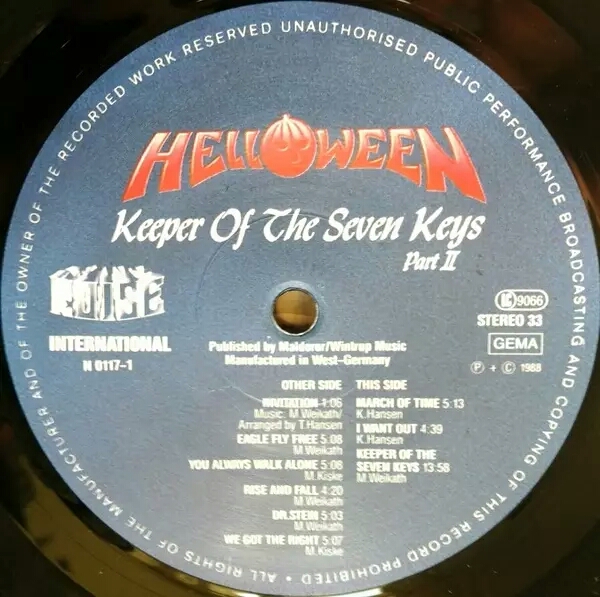 ALL RIGHTS OF THE MANUFACTURER AND OF THE OWNER OF THE RECORDED WORK RESERVED UNAUTHORISED PUBLIC PERFORMANCE BROADCASTING AND COPYING OF THIS RECORD PROHIBITED •
HELLOWEEN
Keeper Of The Seven Keys
Part II
NOISE
INTERNATIONAL
N 0117-1
LC 9066
STEREO 33
GEMA
Ⓟ + © 1988
Published by Maldoror/Wintrup Music
Manufactured in West-Germany
OTHER SIDE
INVITATION 1:06
Music: M.Weikath/
Arranged by T.Hansen
EAGLE FLY FREE 5:08
M.Weikath
YOU ALWAYS WALK ALONE 5:08
M.Kiske
RISE AND FALL 4:20
M.Weikath
DR.STEIN 5:03
M.Weikath
WE GOT THE RIGHT 5:07
M.Kiske
THIS SIDE
MARCH OF TIME 5:13
K.Hansen
I WANT OUT 4:39
K.Hansen
KEEPER OF THE
SEVEN KEYS 13:58
M.Weikath